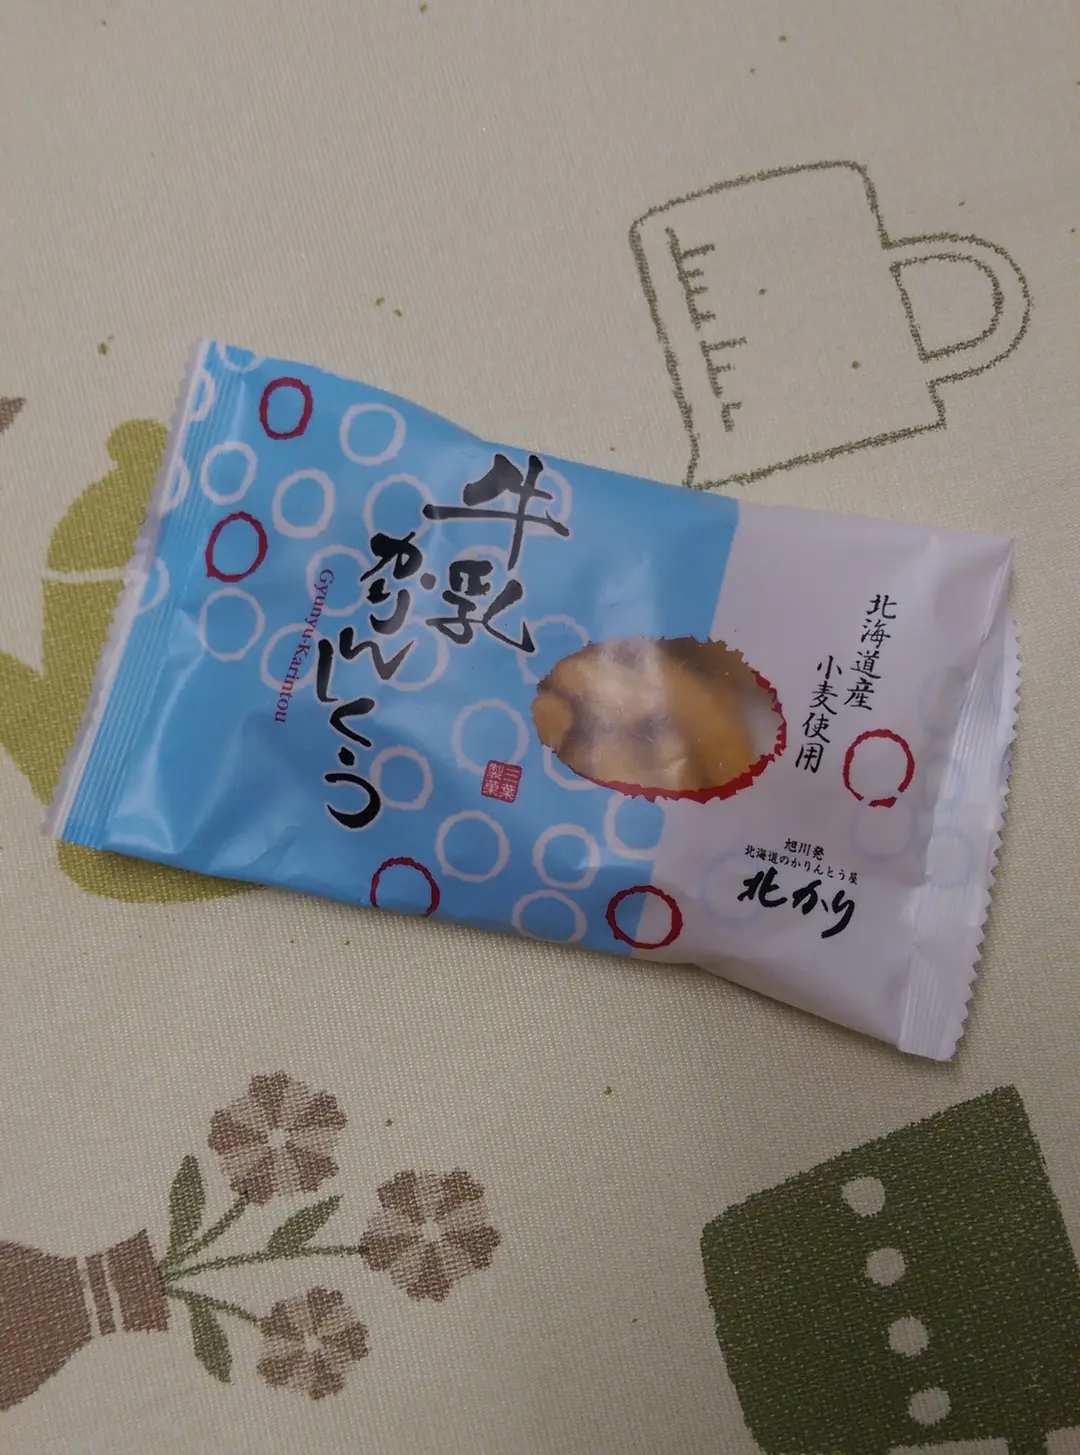 牛乳
かりんとう
Gyunyu-Karintou
三葉
製菓
北海道産
小麦使用
旭川発
北海道のかりんとう屋
北かり